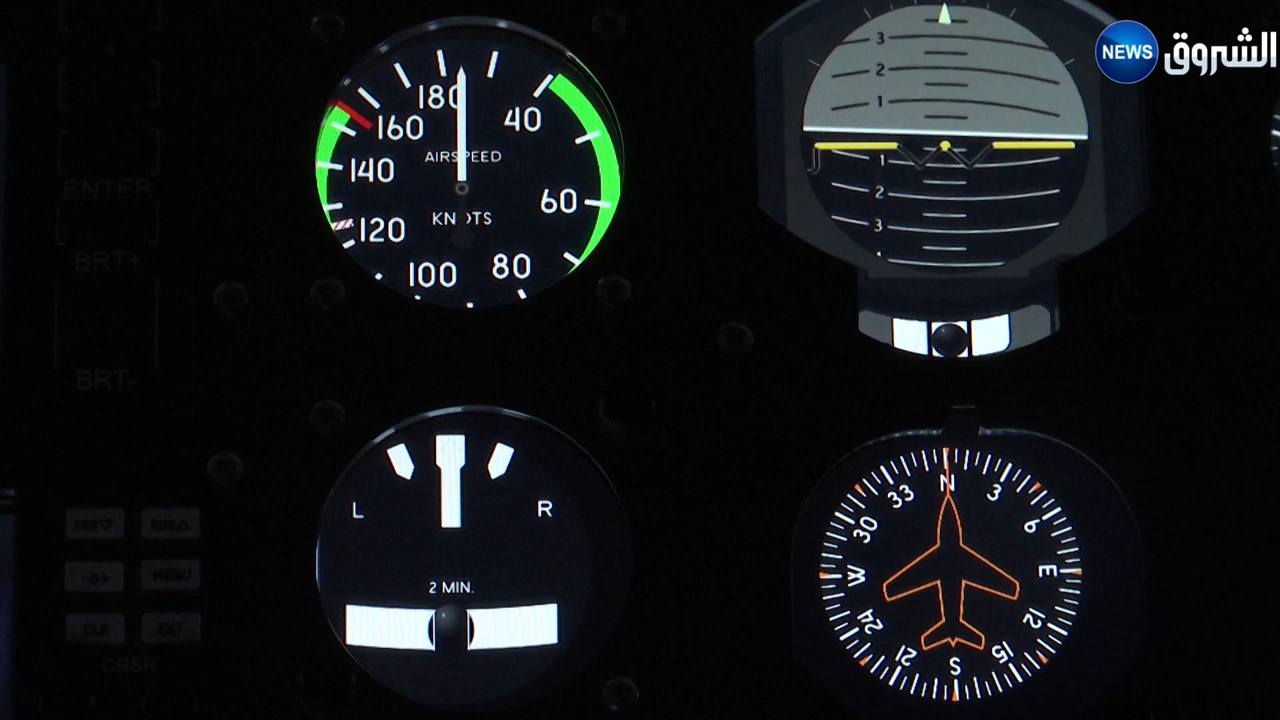 NEWS الشروق
180
160
140
120
100
80
60
40
AIRSPEED
KNOTS
3
2
1
1
2
3
ENTER
BRT+
BRT-
L
R
2 MIN.
N
3
6
E
12
15
S
21
24
W
30
33
MENU
CLR
ENT
CRSR